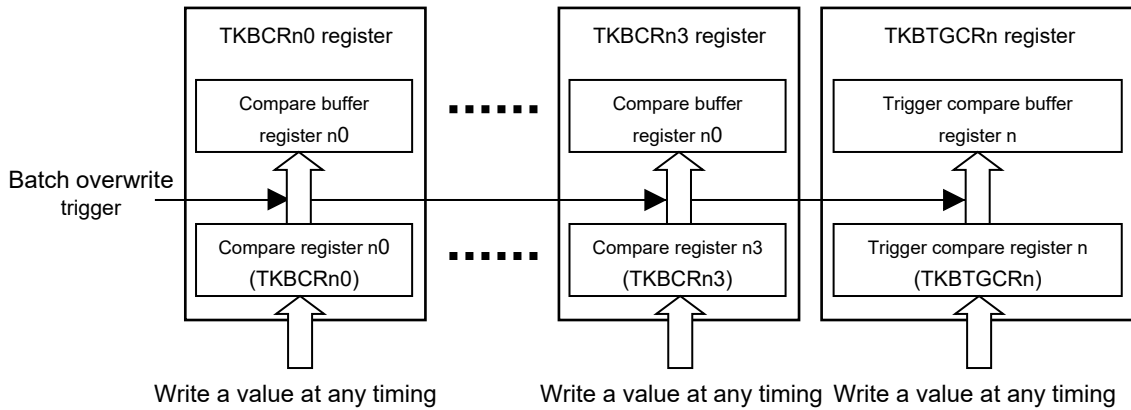 TKBCRn0 register
TKBCRn3 register
TKBTGCRn register
Compare buffer
register n0
Compare buffer
register n0
Trigger compare buffer
register n
Batch overwrite
trigger
Compare register n0
(TKBCRn0)
Compare register n3
(TKBCRn3)
Trigger compare register n
(TKBTGCRn)
Write a value at any timing
Write a value at any timing
Write a value at any timing